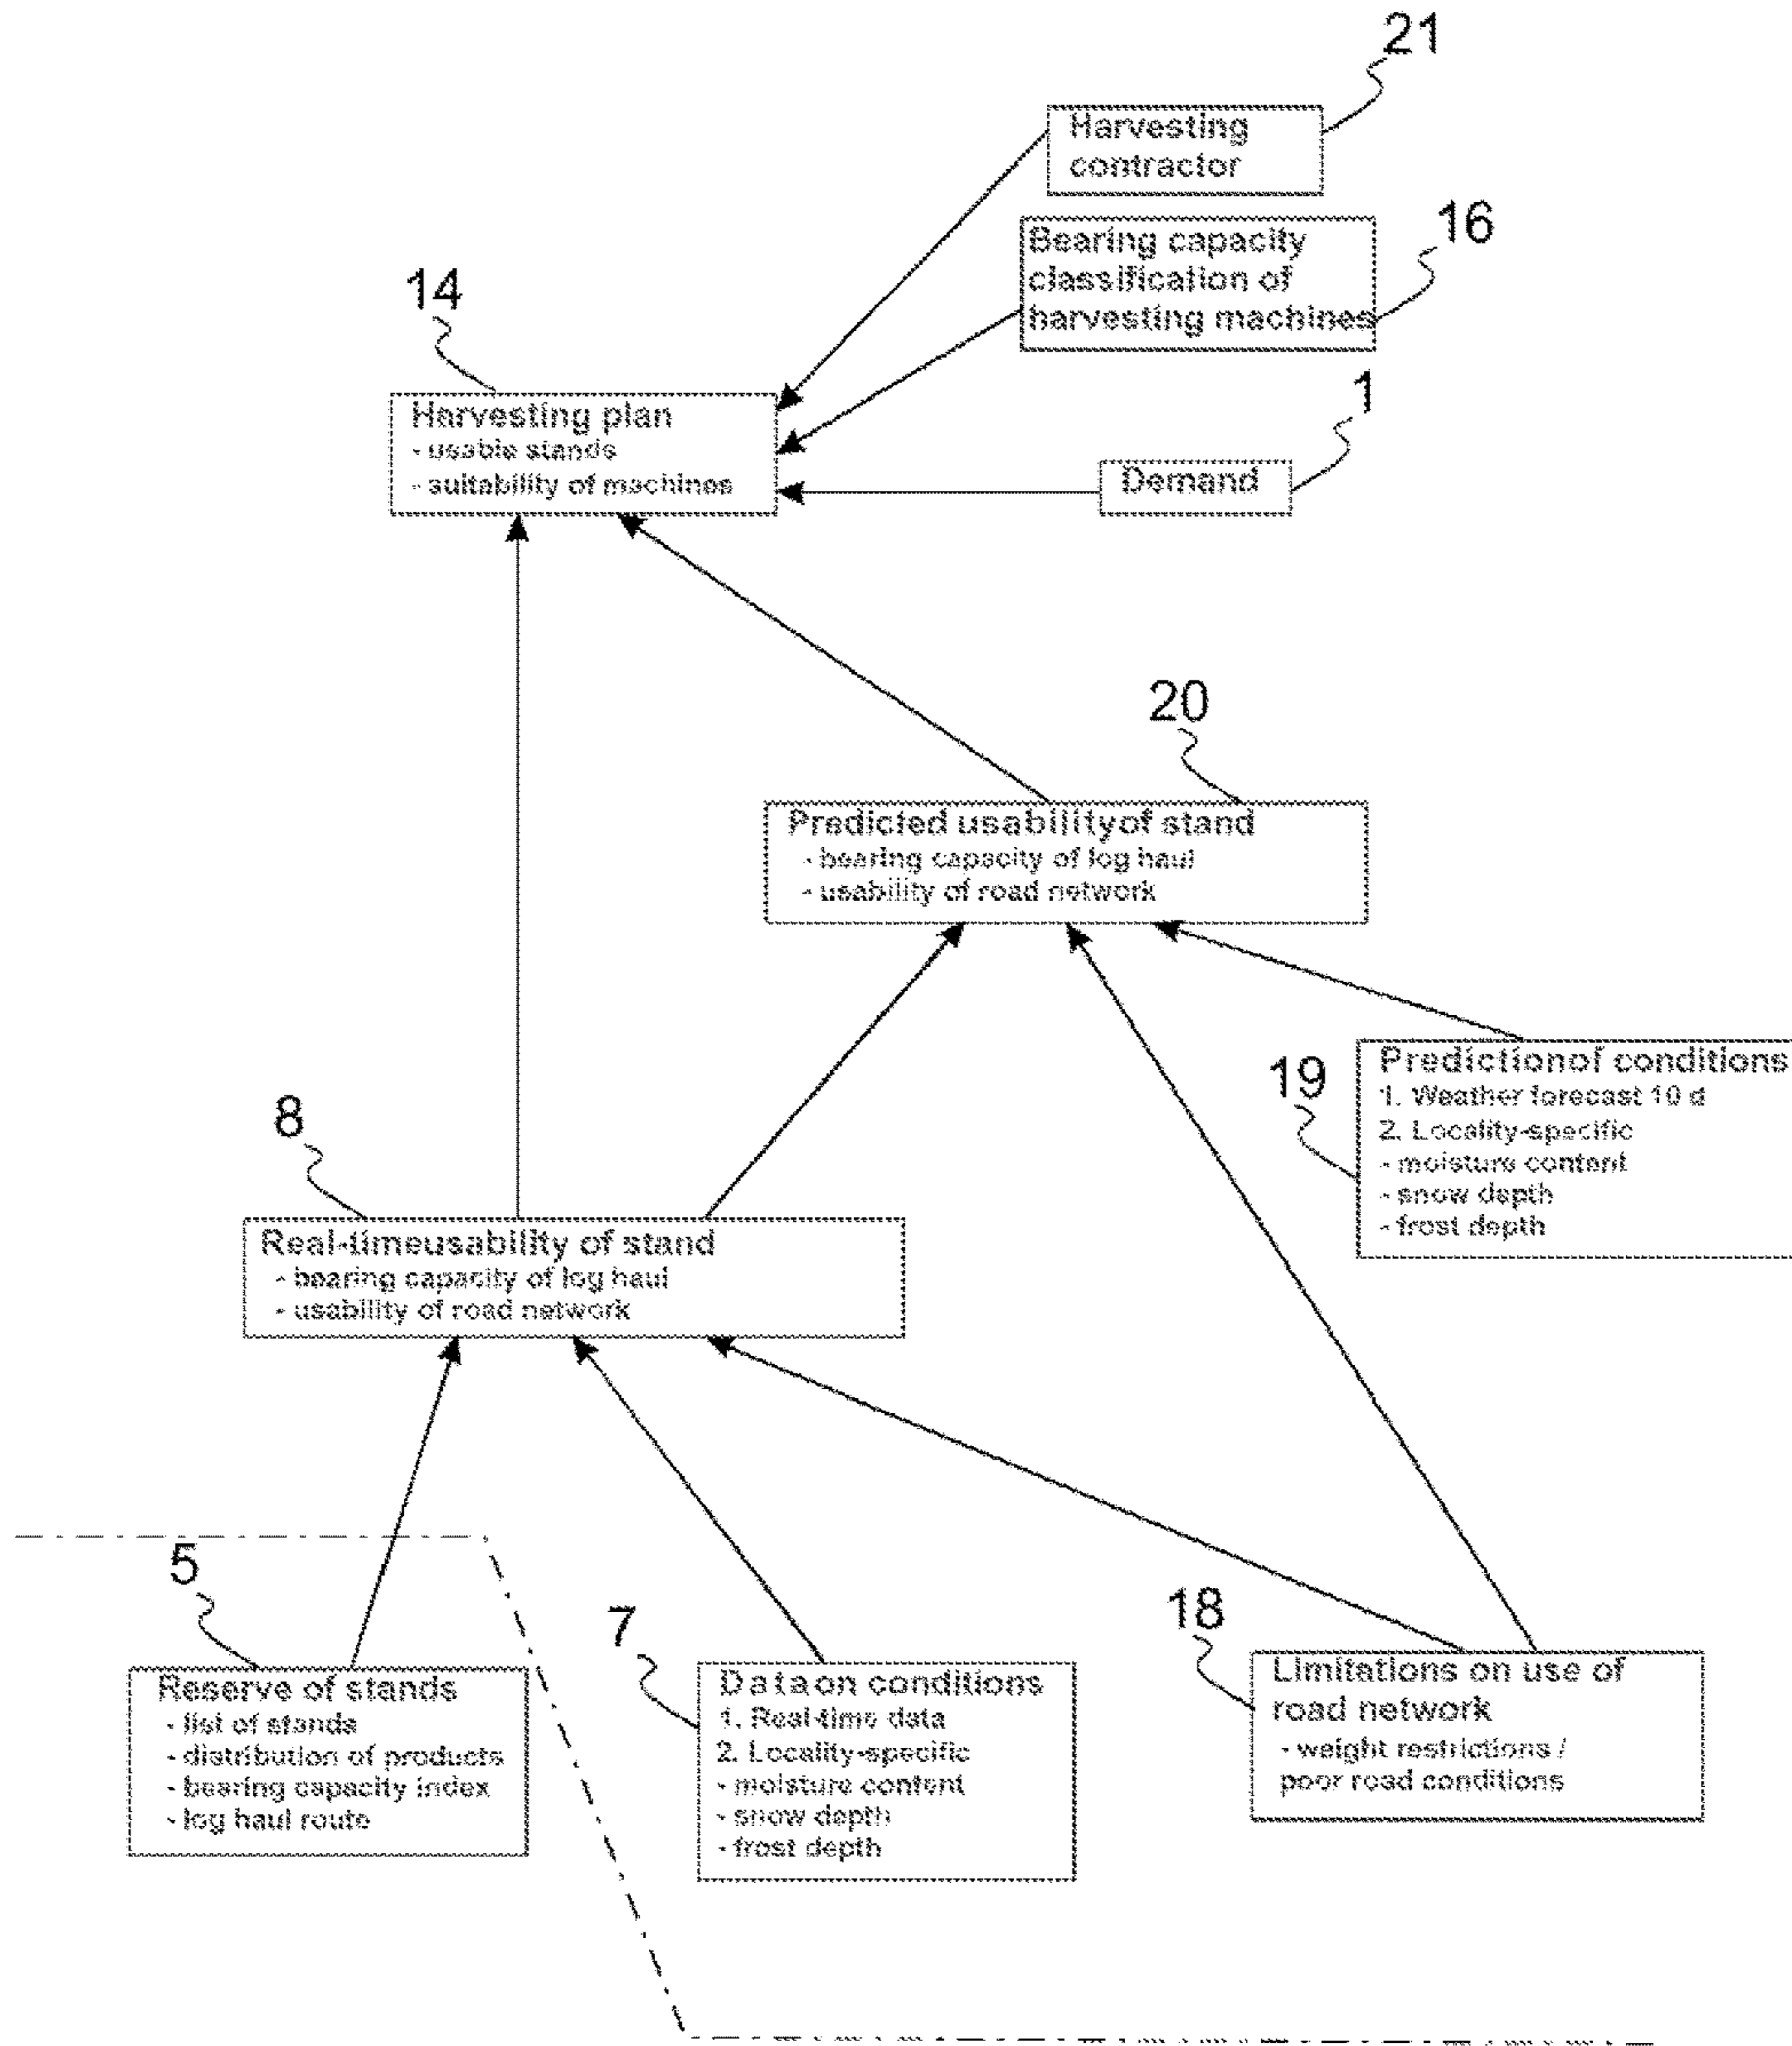 21
Harvesting
contractor
16
Bearing capacity
classification of
harvesting machines
14
Harvesting plan
- usable stands
- suitability of machines
1
Demand
20
Predicted usabilityof stand
- bearing capacity of log haul
- usability of road network
19
Predictionof conditions
1. Weather forecast 10 d
2. Locality-specific
- moisture content
- snow depth
- frost depth
8
Real-timeusability of stand
- bearing capacity of log haul
- usability of road network
5
Reserve of stands
- list of stands
- distribution of products
- bearing capacity index
- log haul route
7
Dataon conditions
1. Real-time data
2. Locality-specific
- moisture content
- snow depth
- frost depth
18
Limitations on use of
road network
- weight restrictions /
poor road conditions